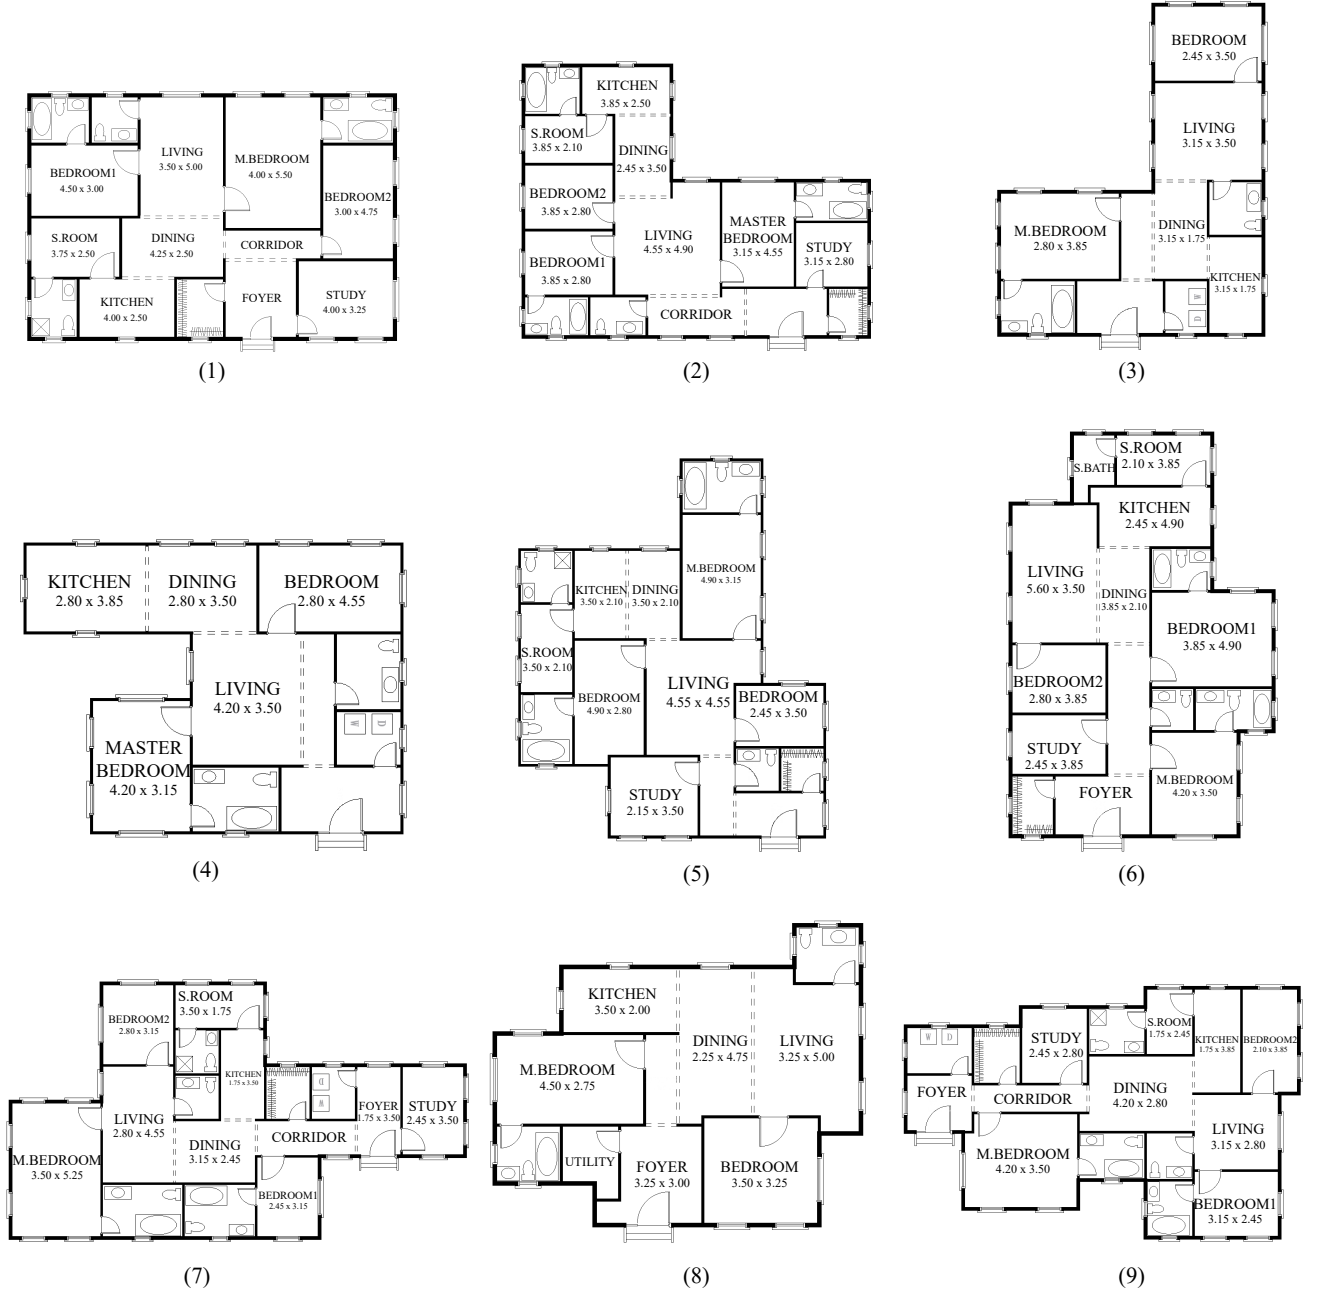 LIVING
3.50 x 5.00
M.BEDROOM
4.00 x 5.50
BEDROOM1
4.50 x 3.00
BEDROOM2
3.00 x 4.75
S.ROOM
3.75 x 2.50
DINING
4.25 x 2.50
CORRIDOR
KITCHEN
4.00 x 2.50
FOYER
STUDY
4.00 x 3.25
(1)
KITCHEN
3.85 x 2.50
S.ROOM
3.85 x 2.10
DINING
2.45 x 3.50
BEDROOM2
3.85 x 2.80
LIVING
4.55 x 4.90
MASTER
BEDROOM
3.15 x 4.55
STUDY
3.15 x 2.80
BEDROOM1
3.85 x 2.80
CORRIDOR
(2)
BEDROOM
2.45 x 3.50
LIVING
3.15 x 3.50
M.BEDROOM
2.80 x 3.85
DINING
3.15 x 1.75
KITCHEN
3.15 x 1.75
W
D
(3)
KITCHEN
2.80 x 3.85
DINING
2.80 x 3.50
BEDROOM
2.80 x 4.55
LIVING
4.20 x 3.50
W
D
MASTER
BEDROOM
4.20 x 3.15
(4)
M.BEDROOM
4.90 x 3.15
KITCHEN
3.50 x 2.10
DINING
3.50 x 2.10
S.ROOM
3.50 x 2.10
BEDROOM
4.90 x 2.80
LIVING
4.55 x 4.55
BEDROOM
2.45 x 3.50
STUDY
2.15 x 3.50
(5)
S.ROOM
2.10 x 3.85
S.BATH
KITCHEN
2.45 x 4.90
LIVING
5.60 x 3.50
DINING
3.85 x 2.10
BEDROOM1
3.85 x 4.90
BEDROOM2
2.80 x 3.85
STUDY
2.45 x 3.85
M.BEDROOM
4.20 x 3.50
FOYER
(6)
S.ROOM
3.50 x 1.75
BEDROOM2
2.80 x 3.15
KITCHEN
1.75 x 3.50
D
W
FOYER
1.75 x 3.50
STUDY
2.45 x 3.50
LIVING
2.80 x 4.55
DINING
3.15 x 2.45
CORRIDOR
M.BEDROOM
3.50 x 5.25
BEDROOM1
2.45 x 3.15
(7)
KITCHEN
3.50 x 2.00
DINING
2.25 x 4.75
LIVING
3.25 x 5.00
M.BEDROOM
4.50 x 2.75
UTILITY
FOYER
3.25 x 3.00
BEDROOM
3.50 x 3.25
(8)
W
D
STUDY
2.45 x 2.80
S.ROOM
1.75 x 2.45
KITCHEN
1.75 x 3.85
BEDROOM2
2.10 x 3.85
FOYER
CORRIDOR
DINING
4.20 x 2.80
LIVING
3.15 x 2.80
M.BEDROOM
4.20 x 3.50
BEDROOM1
3.15 x 2.45
(9)